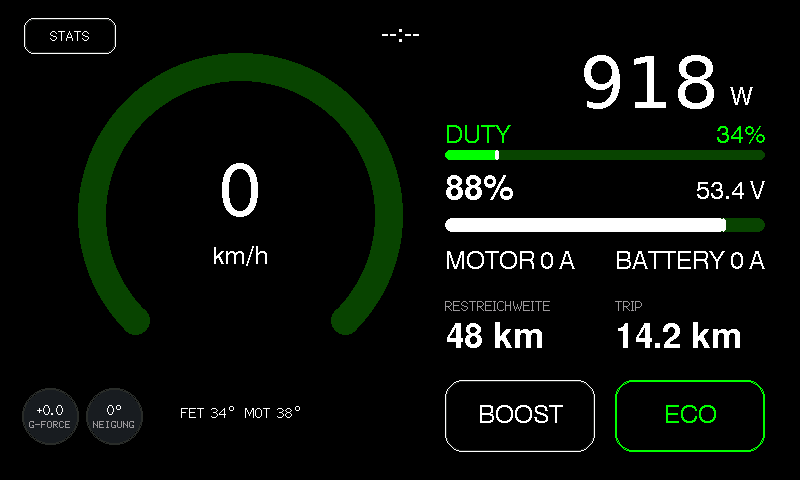 STATS
--:--
918 W
DUTY 34%
88% 53.4 V
0
km/h
MOTOR 0 A BATTERY 0 A
RESTREICHWEITE TRIP
48 km 14.2 km
+0.0 0°
G-FORCE NEIGUNG
FET 34° MOT 38°
BOOST ECO